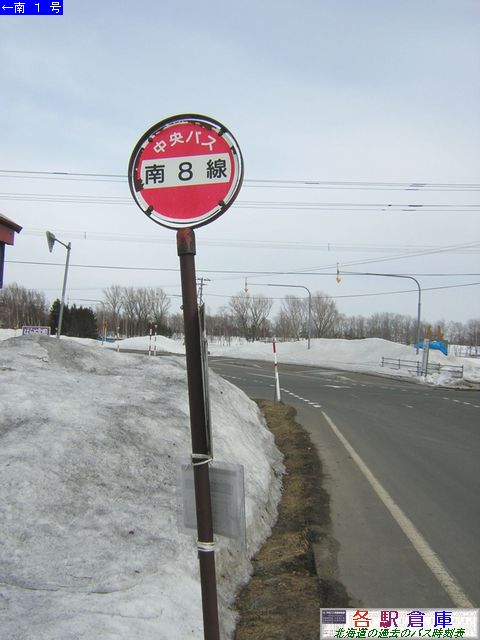 ←南 1 号
中央バス
南 8 線
各駅倉庫
北海道の過去のバス時刻表